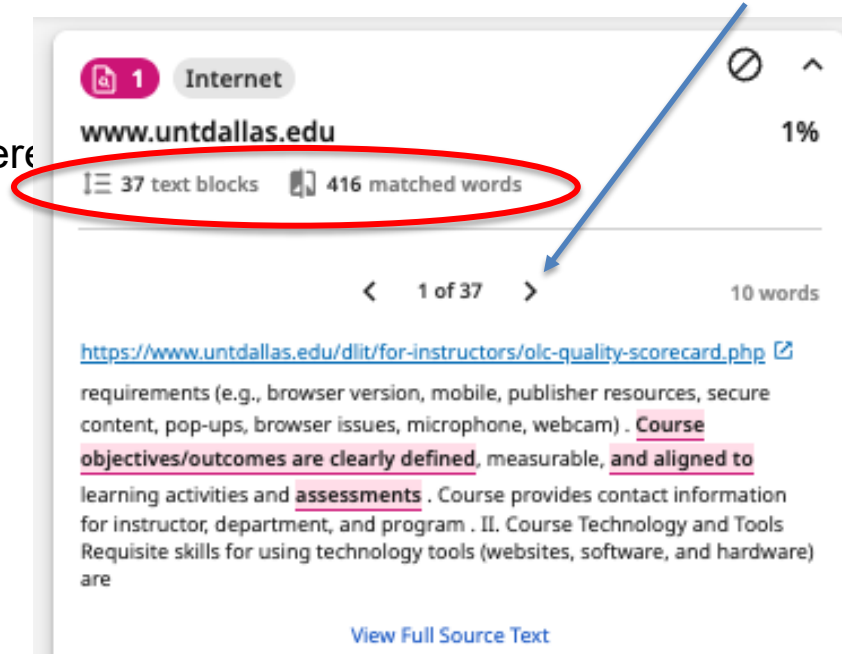 1 Internet
www.untdallas.edu 1%
37 text blocks 416 matched words
1 of 37 10 words
https://www.untdallas.edu/dlit/for-instructors/olc-quality-scorecard.php
requirements (e.g., browser version, mobile, publisher resources, secure
content, pop-ups, browser issues, microphone, webcam) . Course
objectives/outcomes are clearly defined, measurable, and aligned to
learning activities and assessments . Course provides contact information
for instructor, department, and program . II. Course Technology and Tools
Requisite skills for using technology tools (websites, software, and hardware)
are
View Full Source Text